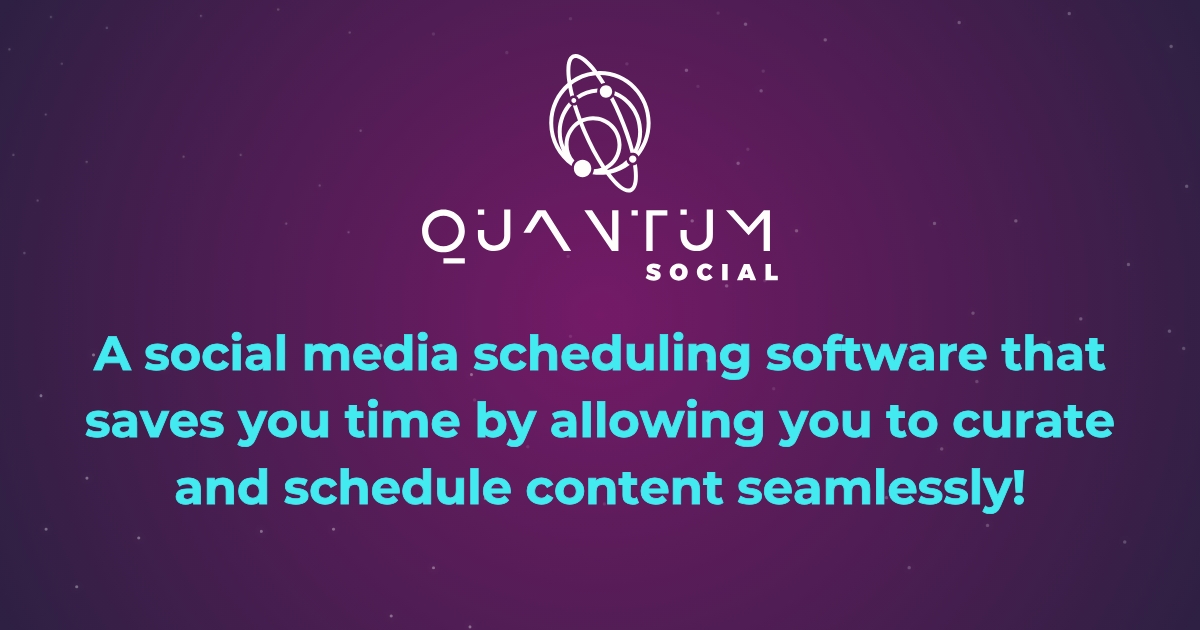 QUANTUM
SOCIAL
A social media scheduling software that
saves you time by allowing you to curate
and schedule content seamlessly!